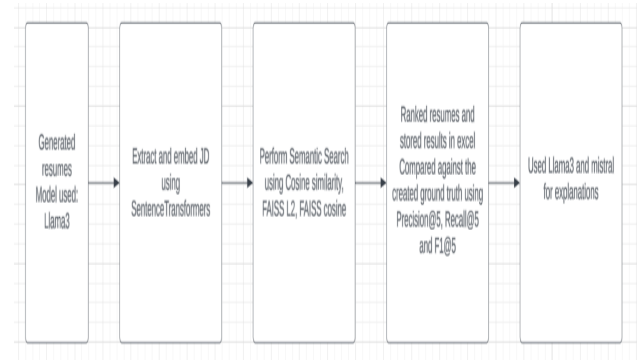 Generated
resumes
Model used:
Llama3
Extract and embed JD
using
SentenceTransformers
Perform Semantic Search
using Cosine similarity,
FAISS L2, FAISS cosine
Ranked resumes and
stored results in excel
Compared against the
created ground truth using
Precision@5, Recall@5
and F1@5
Used Llama3 and mistral
for explanations